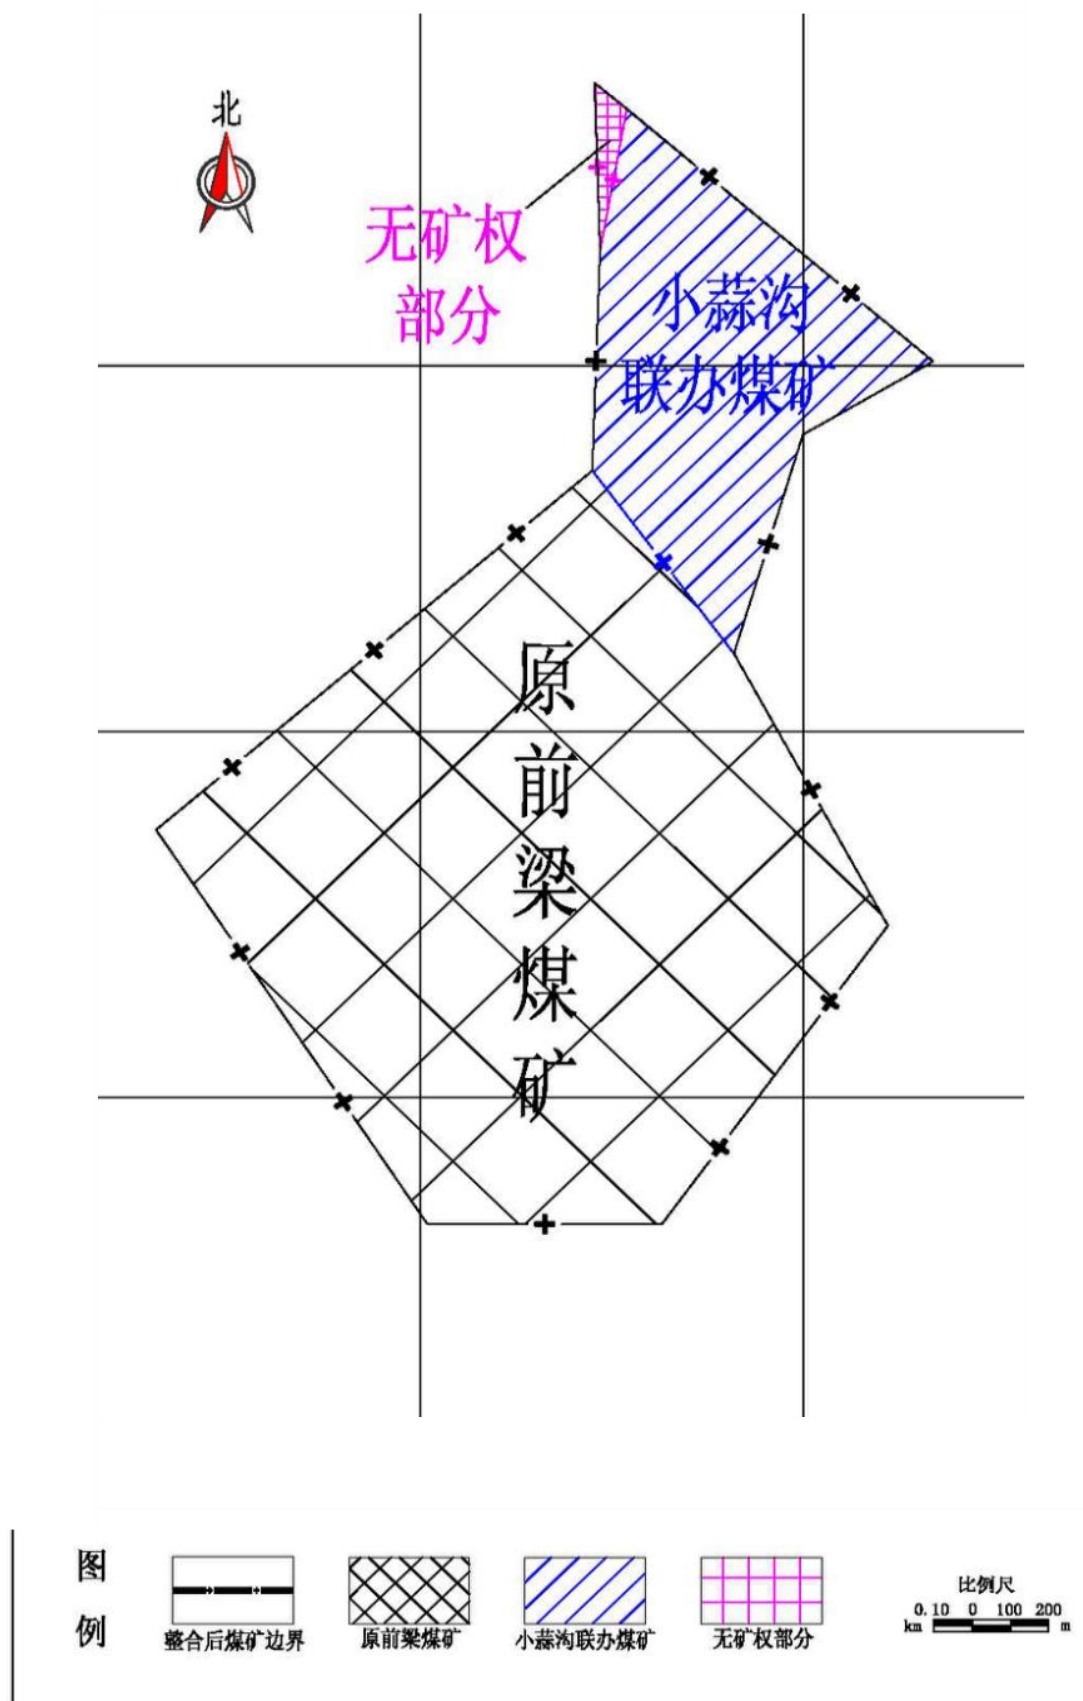 北
无矿权
部分
小蒜沟
联办煤矿
原
前
梁
煤
矿
图
例
整合后煤矿边界
原前梁煤矿
小蒜沟联办煤矿
无矿权部分
比例尺
0.10 0 100 200
km m